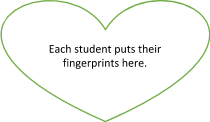 Each student puts their
fingerprints here.